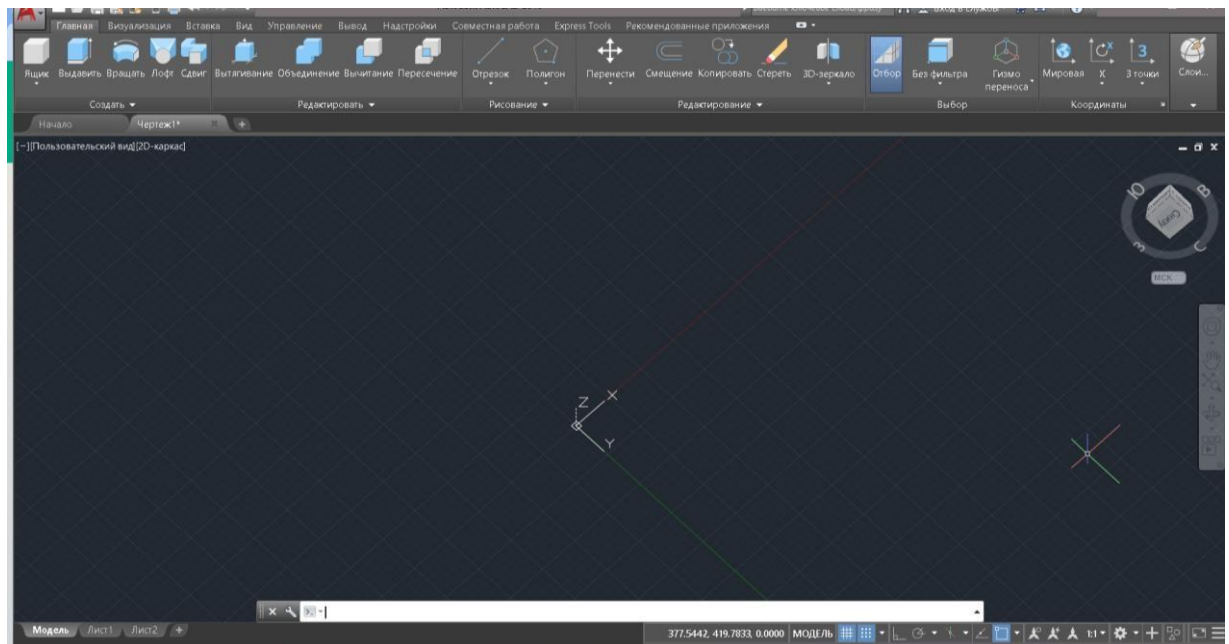 Главная Визуализация Вставка Вид Управление Вывод Надстройки Совместная работа Express Tools Рекомендованные приложения
Ящик Выдавить Вращать Лофт Сдвиг Вытягивание Объединение Вычитание Пересечение Отрезок Полигон Перенести Смещение Копировать Стереть 3D-зеркало Отбор Без фильтра Гизмо переноса Мировая X 3 точки Слои...
Создать Редактировать Рисование Редактирование Выбор Координаты
Начало Чертеж1*
[−][Пользовательский вид][2D-каркас]
Ю В
З С
МСК
Z X
Y
Модель Лист1 Лист2 +
377.5442, 419.7833, 0.0000 МОДЕЛЬ 1:1